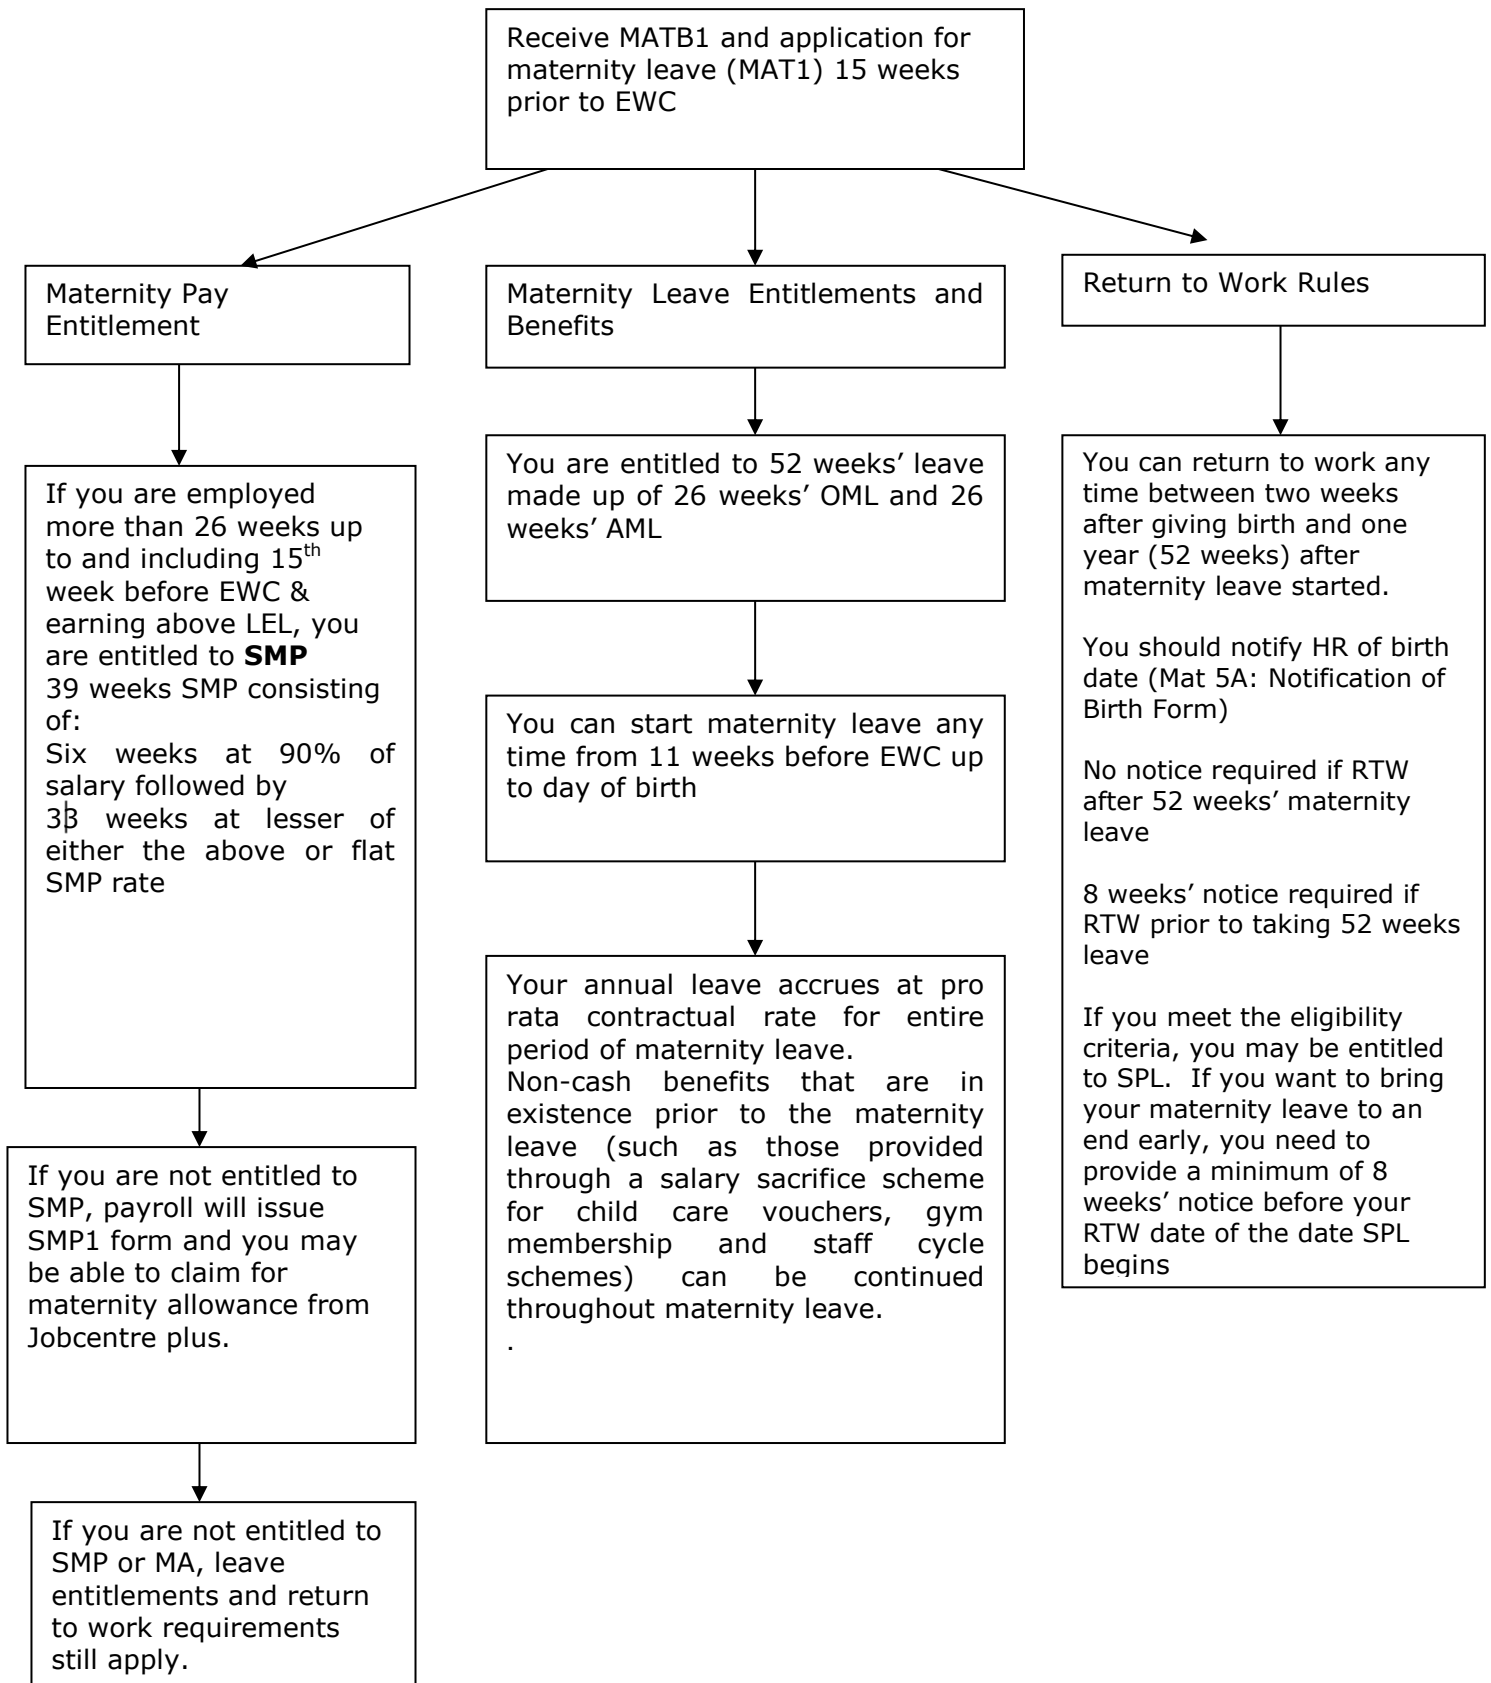 Receive MATB1 and application for
maternity leave (MAT1) 15 weeks
prior to EWC
Maternity Pay
Entitlement
If you are employed
more than 26 weeks up
to and including 15th
week before EWC &
earning above LEL, you
are entitled to SMP
39 weeks SMP consisting
of:
Six weeks at 90% of
salary followed by
33 weeks at lesser of
either the above or flat
SMP rate
If you are not entitled to
SMP, payroll will issue
SMP1 form and you may
be able to claim for
maternity allowance from
Jobcentre plus.
If you are not entitled to
SMP or MA, leave
entitlements and return
to work requirements
still apply.
Maternity Leave Entitlements and
Benefits
You are entitled to 52 weeks’ leave
made up of 26 weeks’ OML and 26
weeks’ AML
You can start maternity leave any
time from 11 weeks before EWC up
to day of birth
Your annual leave accrues at pro
rata contractual rate for entire
period of maternity leave.
Non-cash benefits that are in
existence prior to the maternity
leave (such as those provided
through a salary sacrifice scheme
for child care vouchers, gym
membership and staff cycle
schemes) can be continued
throughout maternity leave.
.
Return to Work Rules
You can return to work any
time between two weeks
after giving birth and one
year (52 weeks) after
maternity leave started.
You should notify HR of birth
date (Mat 5A: Notification of
Birth Form)
No notice required if RTW
after 52 weeks’ maternity
leave
8 weeks’ notice required if
RTW prior to taking 52 weeks
leave
If you meet the eligibility
criteria, you may be entitled
to SPL.  If you want to bring
your maternity leave to an
end early, you need to
provide a minimum of 8
weeks’ notice before your
RTW date of the date SPL
begins